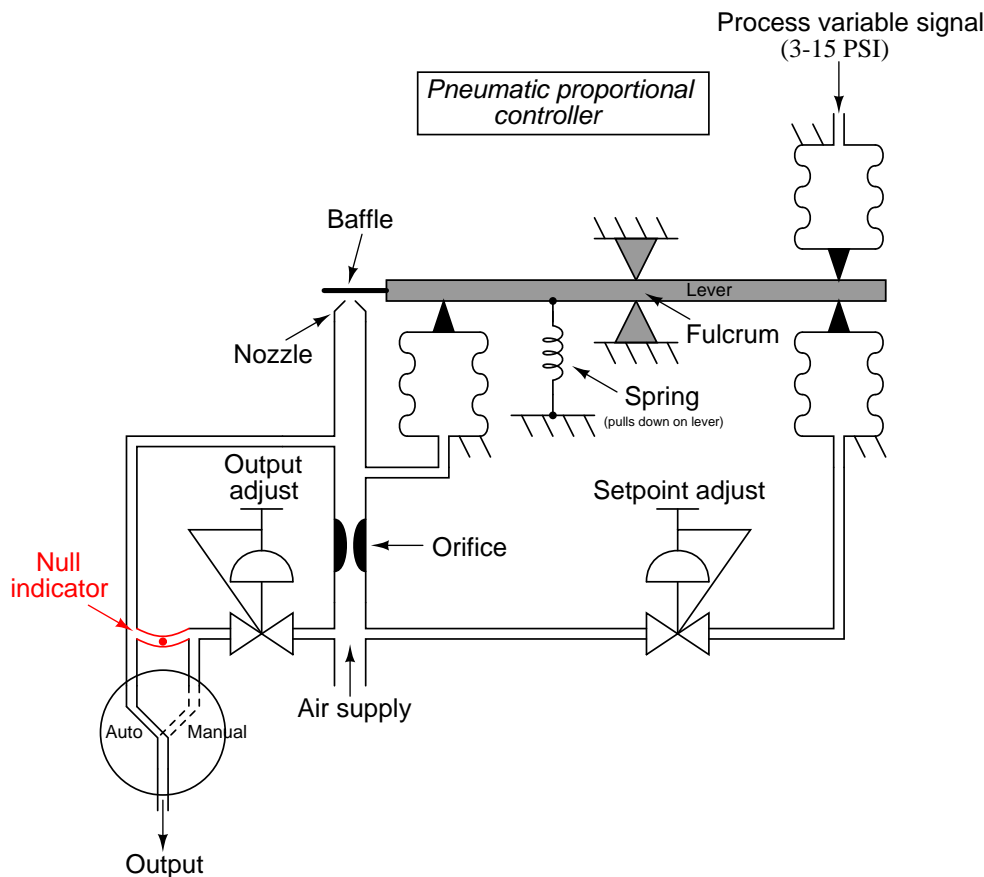 Process variable signal
(3-15 PSI)
Pneumatic proportional
controller
Baffle
Lever
Nozzle
Fulcrum
Spring
(pulls down on lever)
Output
adjust
Setpoint adjust
Orifice
Null
indicator
Air supply
Auto
Manual
Output